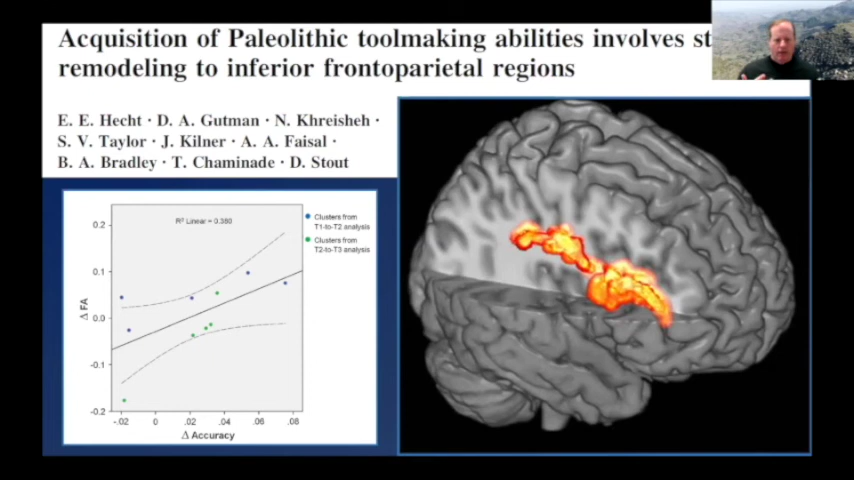 Acquisition of Paleolithic toolmaking abilities involves
remodeling to inferior frontoparietal regions
E. E. Hecht · D. A. Gutman · N. Khreisheh ·
S. V. Taylor · J. Kilner · A. A. Faisal ·
B. A. Bradley · T. Chaminade · D. Stout
R² Linear = 0.380
Clusters from
T1-to-T2 analysis
Clusters from
T2-to-T3 analysis
0.2
0.1
0.0
-0.1
-0.2
Δ FA
-.02 0 .02 .04 .06 .08
Δ Accuracy